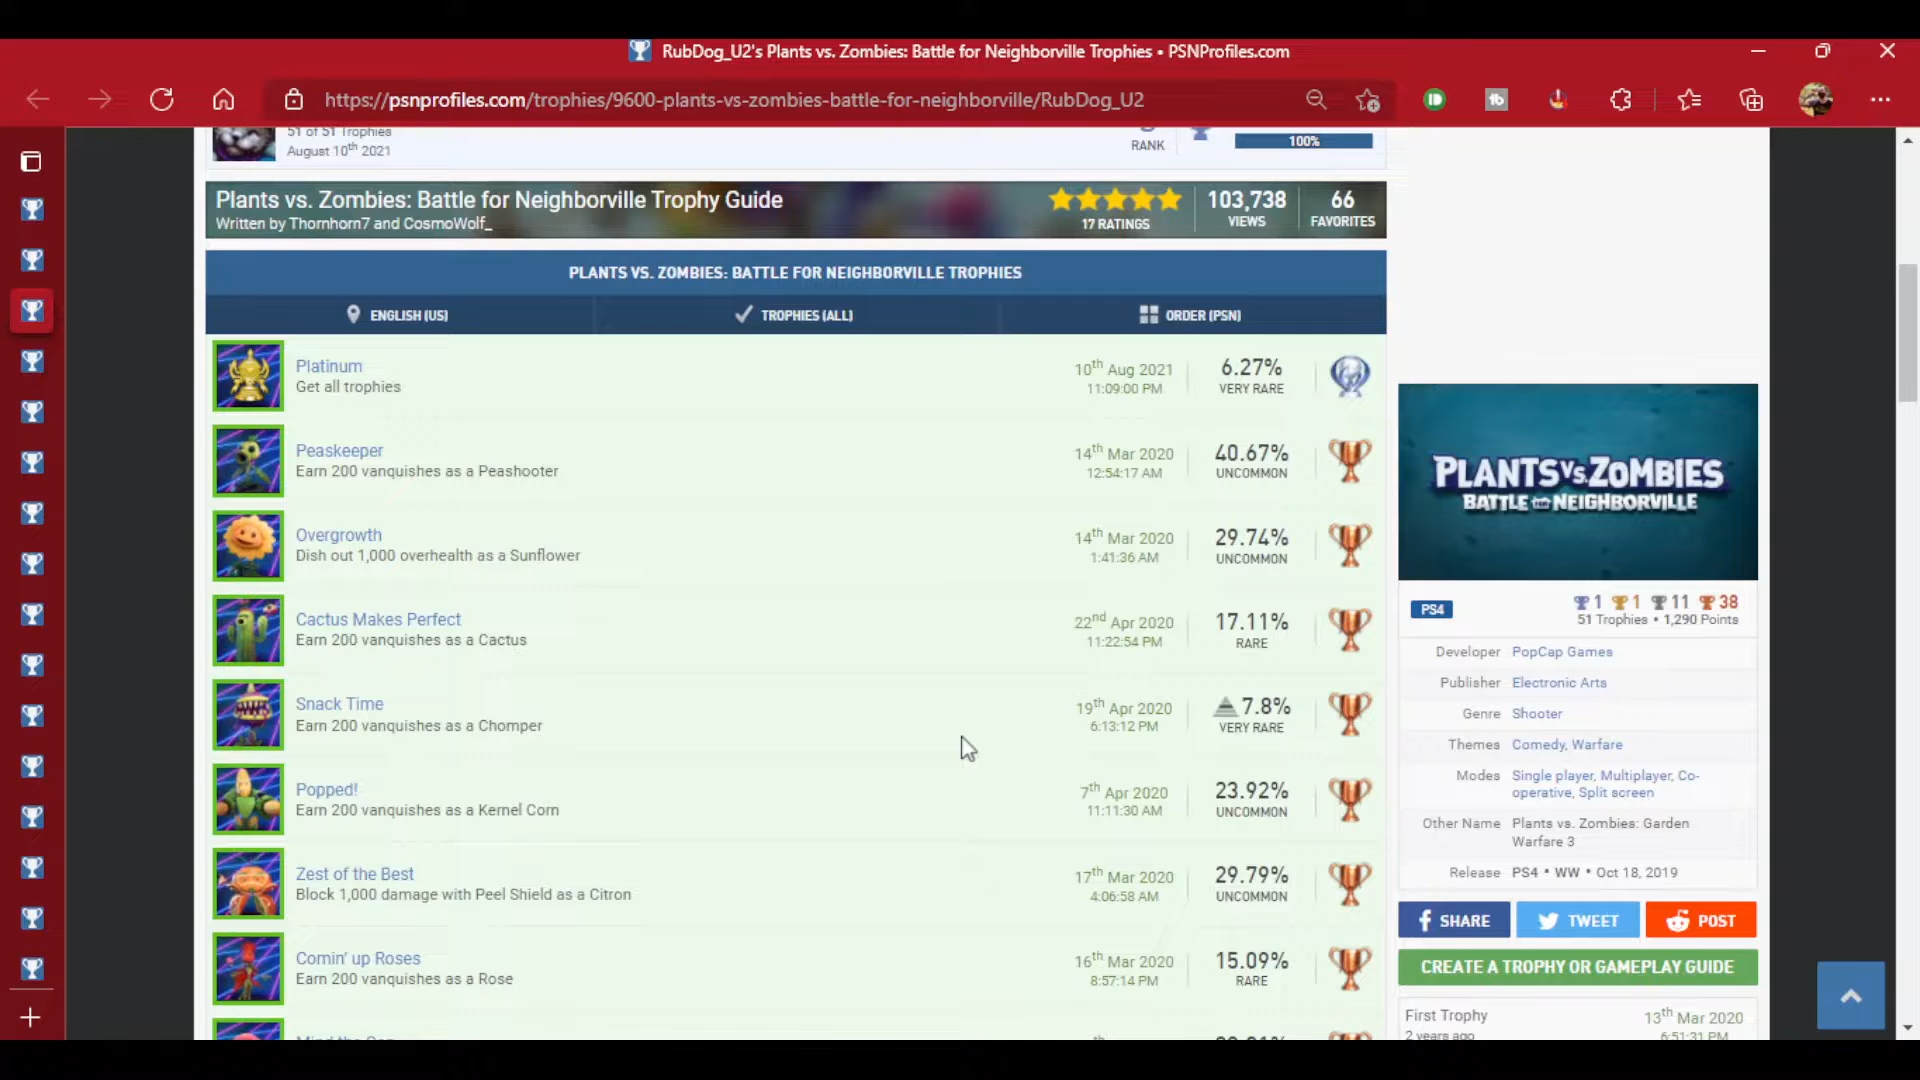 RubDog_U2's Plants vs. Zombies: Battle for Neighborville Trophies • PSNProfiles.com
https://psnprofiles.com/trophies/9600-plants-vs-zombies-battle-for-neighborville/RubDog_U2
51 of 51 Trophies
August 10th 2021
RANK
100%
Plants vs. Zombies: Battle for Neighborville Trophy Guide
Written by Thornhorn7 and CosmoWolf_
17 RATINGS
103,738
VIEWS
66
FAVORITES
PLANTS VS. ZOMBIES: BATTLE FOR NEIGHBORVILLE TROPHIES
ENGLISH (US)
TROPHIES (ALL)
ORDER (PSN)
Platinum
Get all trophies
10th Aug 2021
11:09:00 PM
6.27%
VERY RARE
Peaskeeper
Earn 200 vanquishes as a Peashooter
14th Mar 2020
12:54:17 AM
40.67%
UNCOMMON
Overgrowth
Dish out 1,000 overhealth as a Sunflower
14th Mar 2020
1:41:36 AM
29.74%
UNCOMMON
Cactus Makes Perfect
Earn 200 vanquishes as a Cactus
22nd Apr 2020
11:22:54 PM
17.11%
RARE
Snack Time
Earn 200 vanquishes as a Chomper
19th Apr 2020
6:13:12 PM
7.8%
VERY RARE
Popped!
Earn 200 vanquishes as a Kernel Corn
7th Apr 2020
11:11:30 AM
23.92%
UNCOMMON
Zest of the Best
Block 1,000 damage with Peel Shield as a Citron
17th Mar 2020
4:06:58 AM
29.79%
UNCOMMON
Comin' up Roses
Earn 200 vanquishes as a Rose
16th Mar 2020
8:57:14 PM
15.09%
RARE
PLANTS VS. ZOMBIES
BATTLE FOR NEIGHBORVILLE
PS4
1 1 11 38
51 Trophies • 1,290 Points
Developer PopCap Games
Publisher Electronic Arts
Genre Shooter
Themes Comedy, Warfare
Modes Single player, Multiplayer, Co-
operative, Split screen
Other Name Plants vs. Zombies: Garden
Warfare 3
Release PS4 • WW • Oct 18, 2019
SHARE
TWEET
POST
CREATE A TROPHY OR GAMEPLAY GUIDE
First Trophy
2 years ago
13th Mar 2020
6:51:31 PM